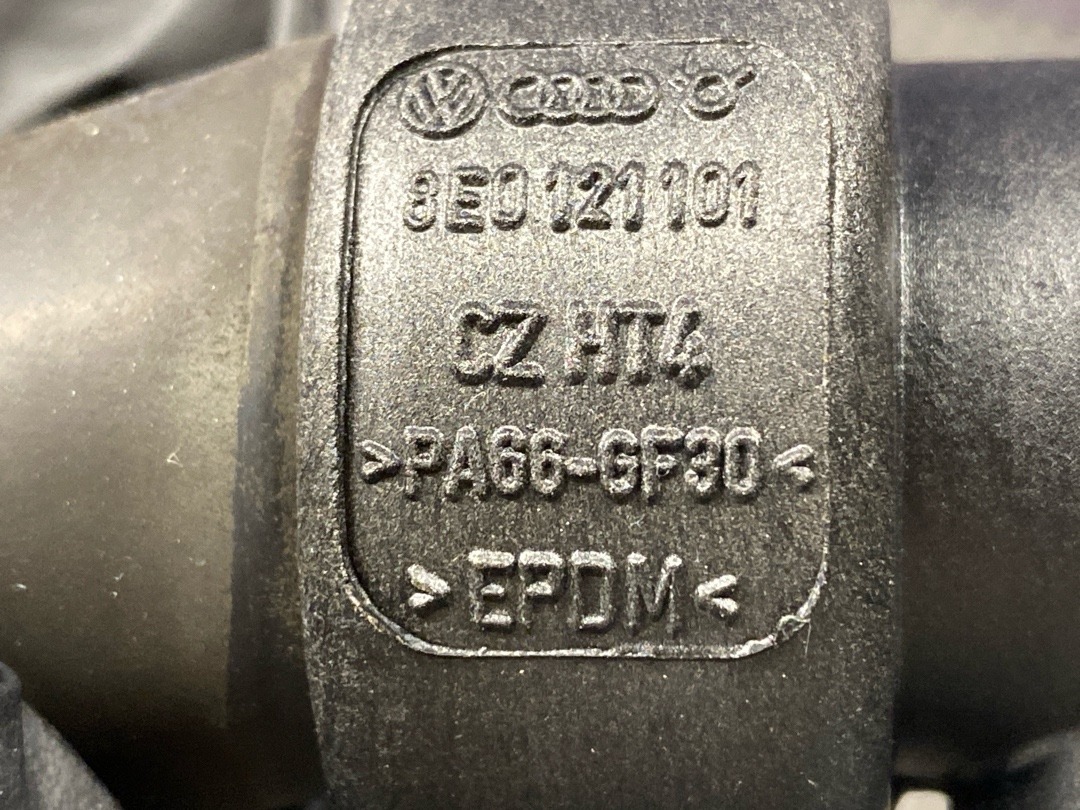 8E0 121 101
CZ HT4
>PA66-GF30<
>EPDM<